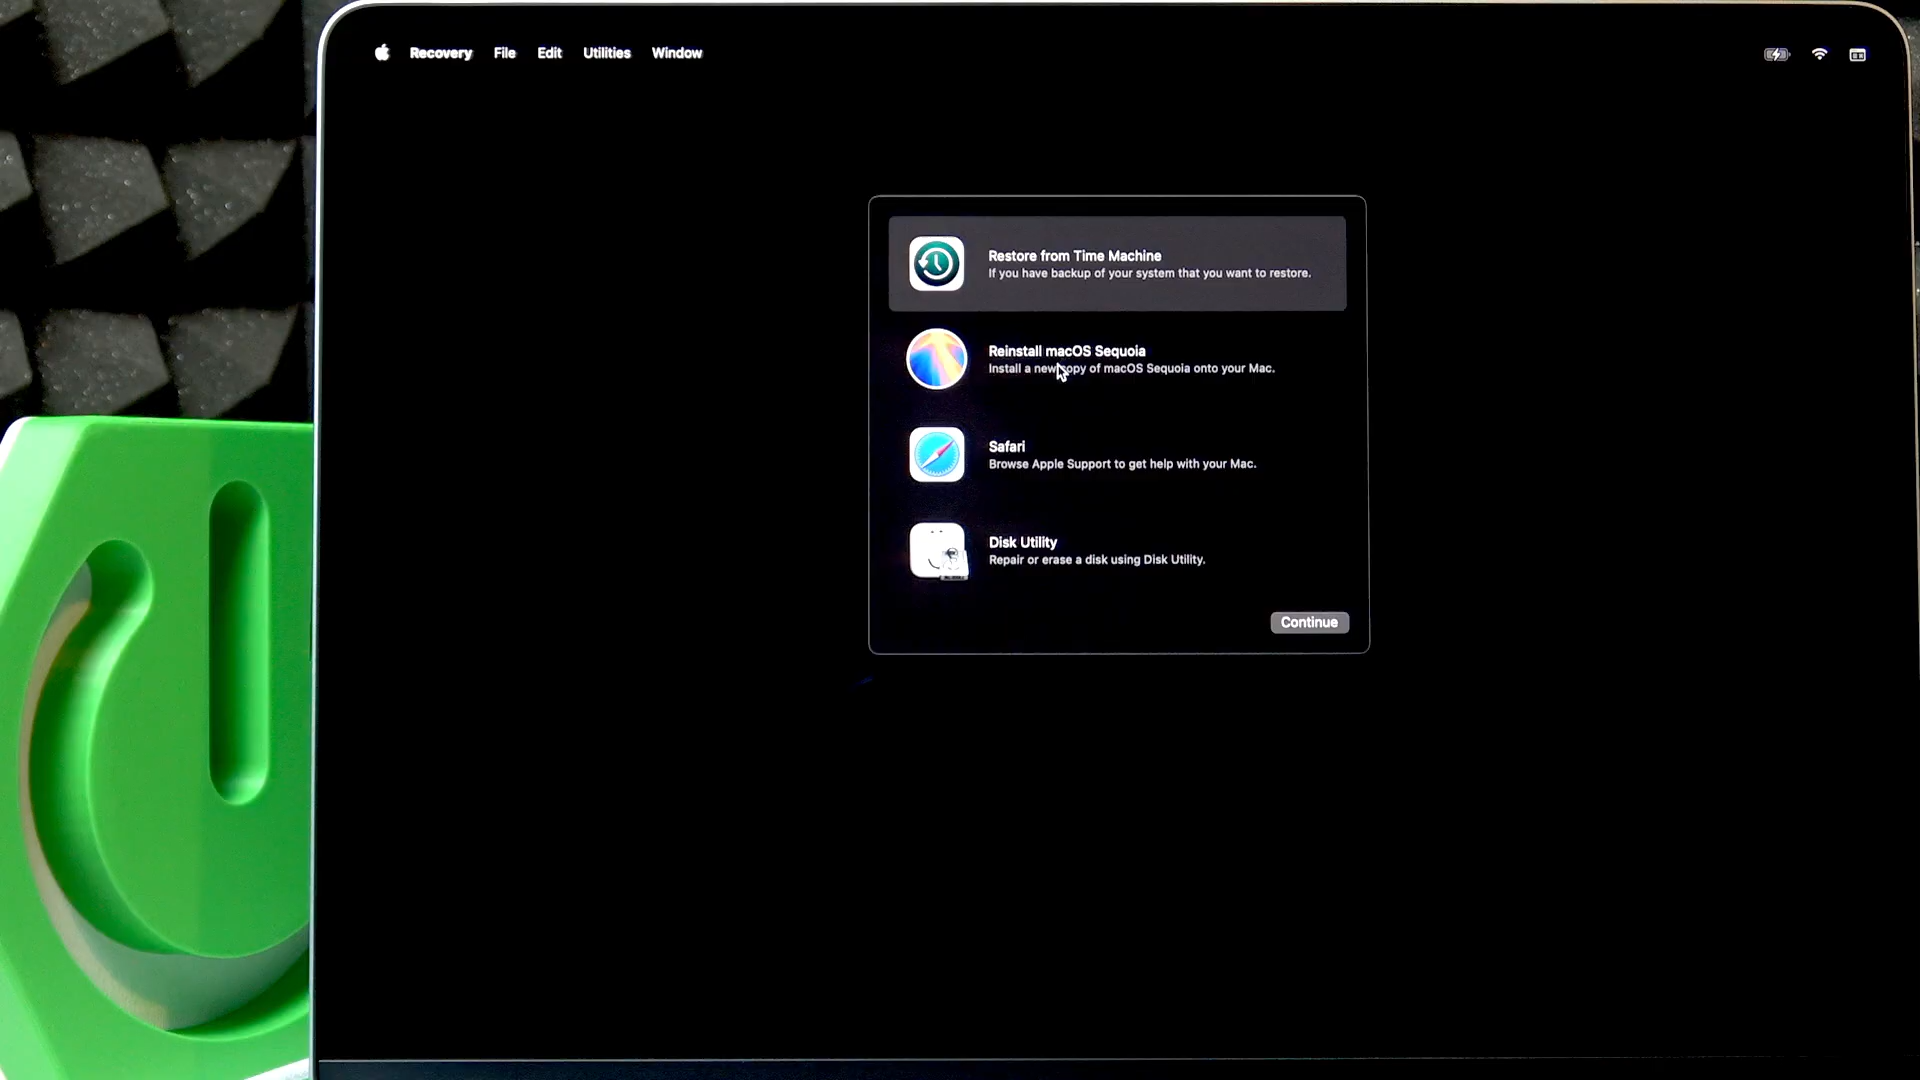 Recovery File Edit Utilities Window
Restore from Time Machine
If you have backup of your system that you want to restore.
Reinstall macOS Sequoia
Install a new copy of macOS Sequoia onto your Mac.
Safari
Browse Apple Support to get help with your Mac.
Disk Utility
Repair or erase a disk using Disk Utility.
Continue